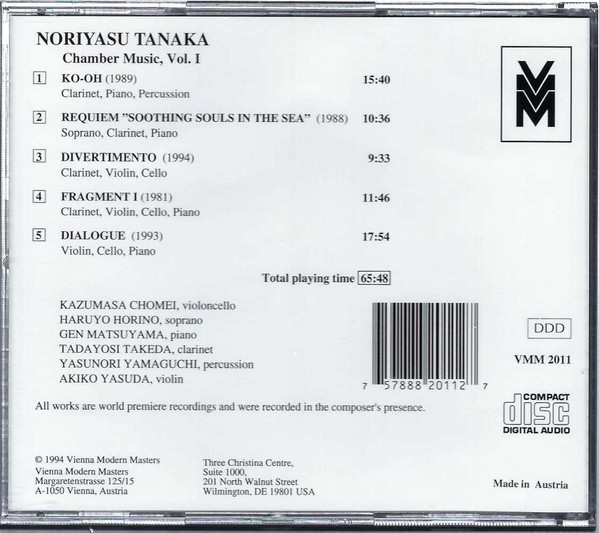 NORIYASU TANAKA
Chamber Music, Vol. I
1 KO-OH (1989) 15:40
Clarinet, Piano, Percussion
2 REQUIEM "SOOTHING SOULS IN THE SEA" (1988) 10:36
Soprano, Clarinet, Piano
3 DIVERTIMENTO (1994) 9:33
Clarinet, Violin, Cello
4 FRAGMENT I (1981) 11:46
Clarinet, Violin, Cello, Piano
5 DIALOGUE (1993) 17:54
Violin, Cello, Piano
Total playing time 65:48
VMM
KAZUMASA CHOMEI, violoncello
HARUYO HORINO, soprano
GEN MATSUYAMA, piano
TADAYOSI TAKEDA, clarinet
YASUNORI YAMAGUCHI, percussion
AKIKO YASUDA, violin
7 57888 20112 7
DDD
VMM 2011
COMPACT
disc
DIGITAL AUDIO
All works are world premiere recordings and were recorded in the composer's presence.
© 1994 Vienna Modern Masters
Vienna Modern Masters
Margaretenstrasse 125/15
A-1050 Vienna, Austria
Three Christina Centre,
Suite 1000,
201 North Walnut Street
Wilmington, DE 19801 USA
Made in Austria